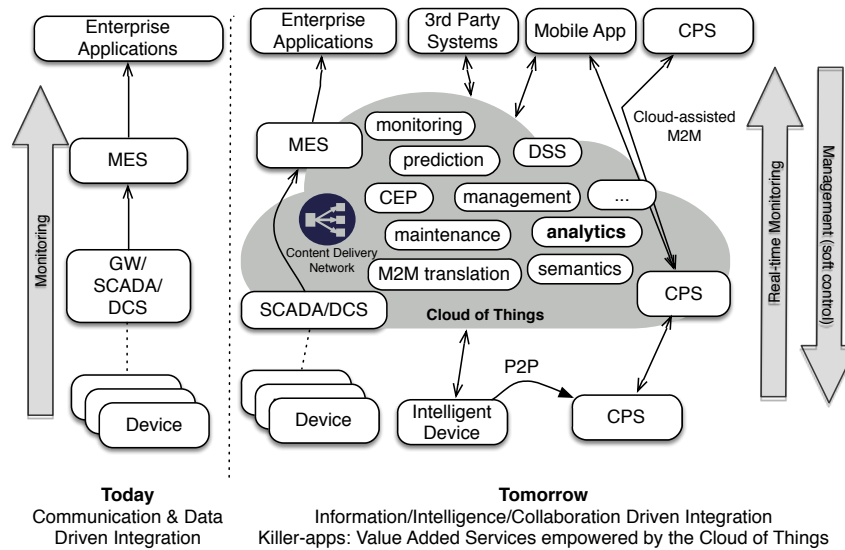 Enterprise
Applications
MES
GW/
SCADA/
DCS
Device
Monitoring
Today
Communication & Data
Driven Integration
Enterprise
Applications
3rd Party
Systems
Mobile App
CPS
Cloud-assisted
M2M
MES
monitoring
prediction
DSS
CEP
management
...
Content Delivery
Network
maintenance
analytics
M2M translation
semantics
SCADA/DCS
Cloud of Things
CPS
Device
Intelligent
Device
P2P
CPS
Real-time Monitoring
Management (soft control)
Tomorrow
Information/Intelligence/Collaboration Driven Integration
Killer-apps: Value Added Services empowered by the Cloud of Things